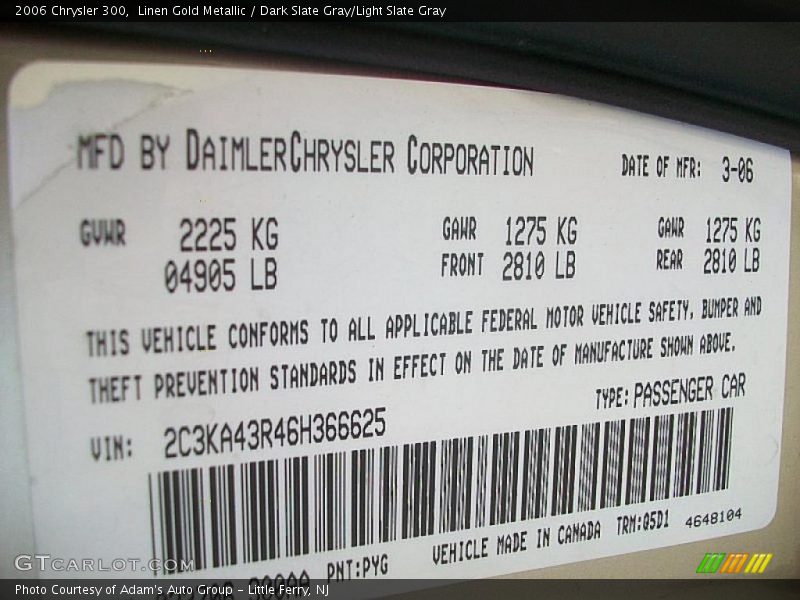 2006 Chrysler 300, Linen Gold Metallic / Dark Slate Gray/Light Slate Gray
MFD BY DAIMLERCHRYSLER CORPORATION DATE OF MFR: 3-06
GVWR 2225 KG GAWR 1275 KG GAWR 1275 KG
04905 LB FRONT 2810 LB REAR 2810 LB
THIS VEHICLE CONFORMS TO ALL APPLICABLE FEDERAL MOTOR VEHICLE SAFETY, BUMPER AND
THEFT PREVENTION STANDARDS IN EFFECT ON THE DATE OF MANUFACTURE SHOWN ABOVE.
VIN: 2C3KA43R46H366625 TYPE: PASSENGER CAR
PNT:PYG VEHICLE MADE IN CANADA TRM:Q5D1 4648104
GTCARLOT.COM
Photo Courtesy of Adam's Auto Group - Little Ferry, NJ